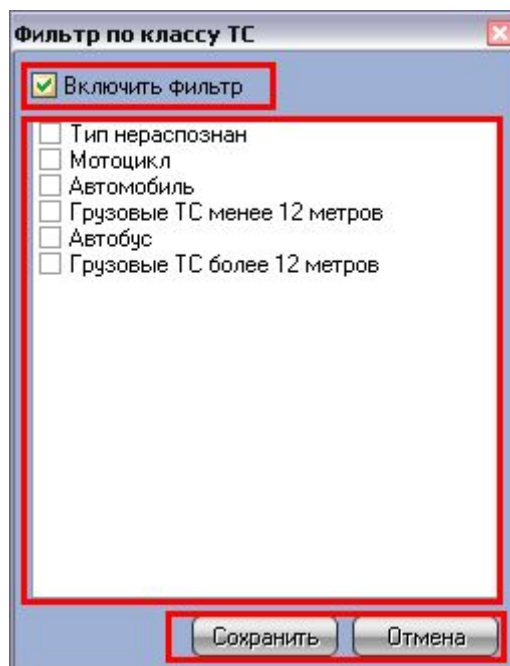 Фильтр по классу ТС
Включить фильтр
Тип нераспознан
Мотоцикл
Автомобиль
Грузовые ТС менее 12 метров
Автобус
Грузовые ТС более 12 метров
Сохранить Отмена